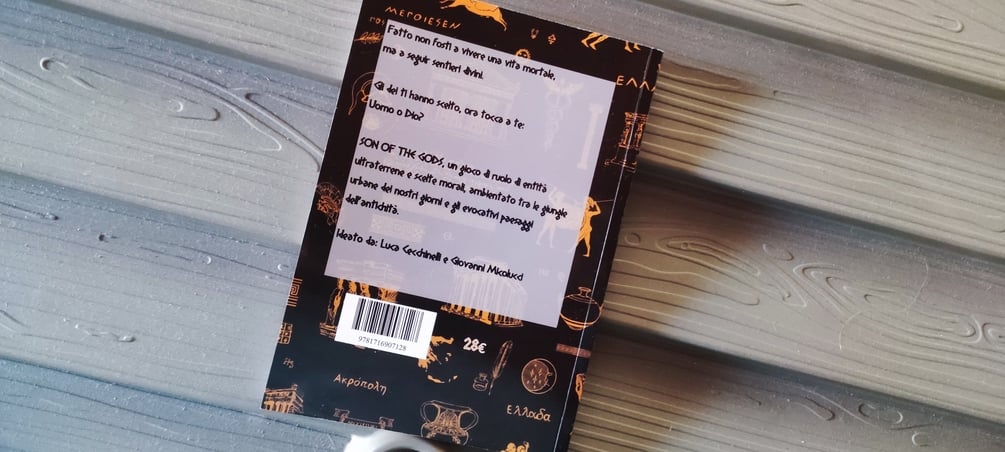 ΜΕΡΟΙESEN
Fatto non fosti a vivere una vita mortale,
ma a seguir sentieri divini.
Gli dei ti hanno scelto, ora tocca a te:
Uomo o Dio?
SON OF THE GODS, un gioco di ruolo di entità
ultraterrene e scelte morali, ambientato tra le giungle
urbane dei nostri giorni e gli evocativi paesaggi
dell'antichità.
Ideato da: Luca Cecchinelli e Giovanni Micolucci
9781716907128
28€
Ακρόπολη
Ελλαδα